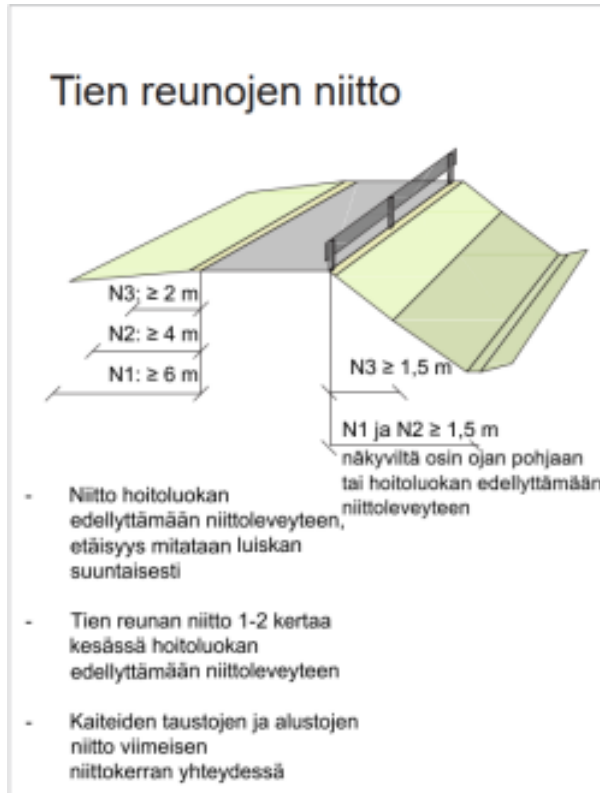 Tien reunojen niitto
N3: ≥ 2 m
N2: ≥ 4 m
N1: ≥ 6 m
N3 ≥ 1,5 m
N1 ja N2 ≥ 1,5 m
näkyviltä osin ojan pohjaan
tai hoitoluokan edellyttämään
niittoleveyteen
- Niitto hoitoluokan
edellyttämään niittoleveyteen,
etäisyys mitataan luiskan
suuntaisesti
- Tien reunan niitto 1-2 kertaa
kesässä hoitoluokan
edellyttämään niittoleveyteen
- Kaiteiden taustojen ja alustojen
niitto viimeisen
niittokerran yhteydessä